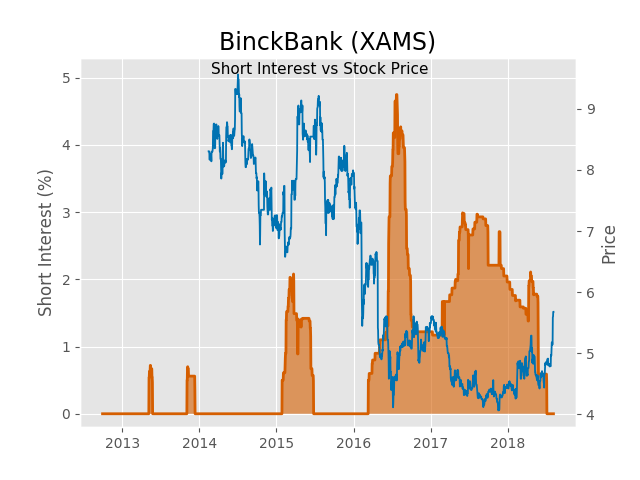 BinckBank (XAMS)
Short Interest vs Stock Price
Short Interest (%)
5
4
3
2
1
0
9
8
7
6
5
4
Price
2013 2014 2015 2016 2017 2018